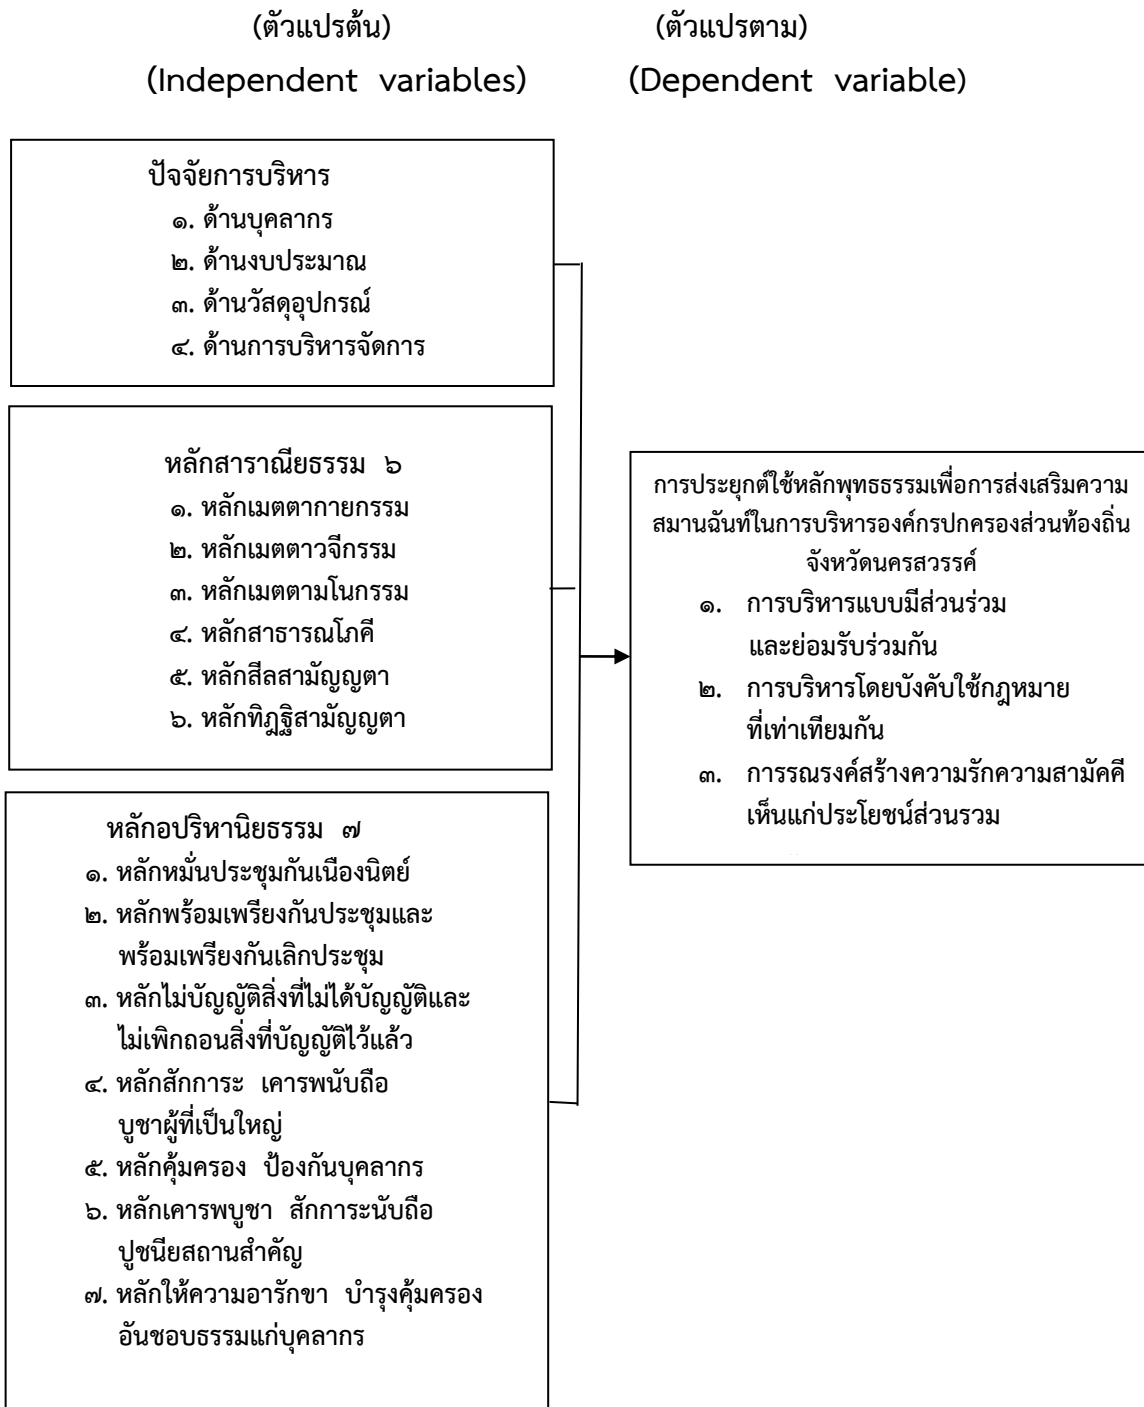 (ตัวแปรต้น) (ตัวแปรตาม)
(Independent variables) (Dependent variable)
ปัจจัยการบริหาร
๑. ด้านบุคลากร
๒. ด้านงบประมาณ
๓. ด้านวัสดุอุปกรณ์
๔. ด้านการบริหารจัดการ
หลักสาราณียธรรม ๖
๑. หลักเมตตากายกรรม
๒. หลักเมตตาวจีกรรม
๓. หลักเมตตามโนกรรม
๔. หลักสาธารณโภคี
๕. หลักสีลสามัญญตา
๖. หลักทิฎฐิสามัญญตา
หลักอปริหานิยธรรม ๗
๑. หลักหมั่นประชุมกันเนืองนิตย์
๒. หลักพร้อมเพรียงกันประชุมและ
พร้อมเพรียงกันเลิกประชุม
๓. หลักไม่บัญญัติสิ่งที่ไม่ได้บัญญัติและ
ไม่เพิกถอนสิ่งที่บัญญัติไว้แล้ว
๔. หลักสักการะ เคารพนับถือ
บูชาผู้ที่เป็นใหญ่
๕. หลักคุ้มครอง ป้องกันบุคลากร
๖. หลักเคารพบูชา สักการะนับถือ
ปูชนียสถานสำคัญ
๗. หลักให้ความอารักขา บำรุงคุ้มครอง
อันชอบธรรมแก่บุคลากร
การประยุกต์ใช้หลักพุทธธรรมเพื่อการส่งเสริมความ
สมานฉันท์ในการบริหารองค์กรปกครองส่วนท้องถิ่น
จังหวัดนครสวรรค์
๑. การบริหารแบบมีส่วนร่วม
และย่อมรับร่วมกัน
๒. การบริหารโดยบังคับใช้กฎหมาย
ที่เท่าเทียมกัน
๓. การรณรงค์สร้างความรักความสามัคคี
เห็นแก่ประโยชน์ส่วนรวม